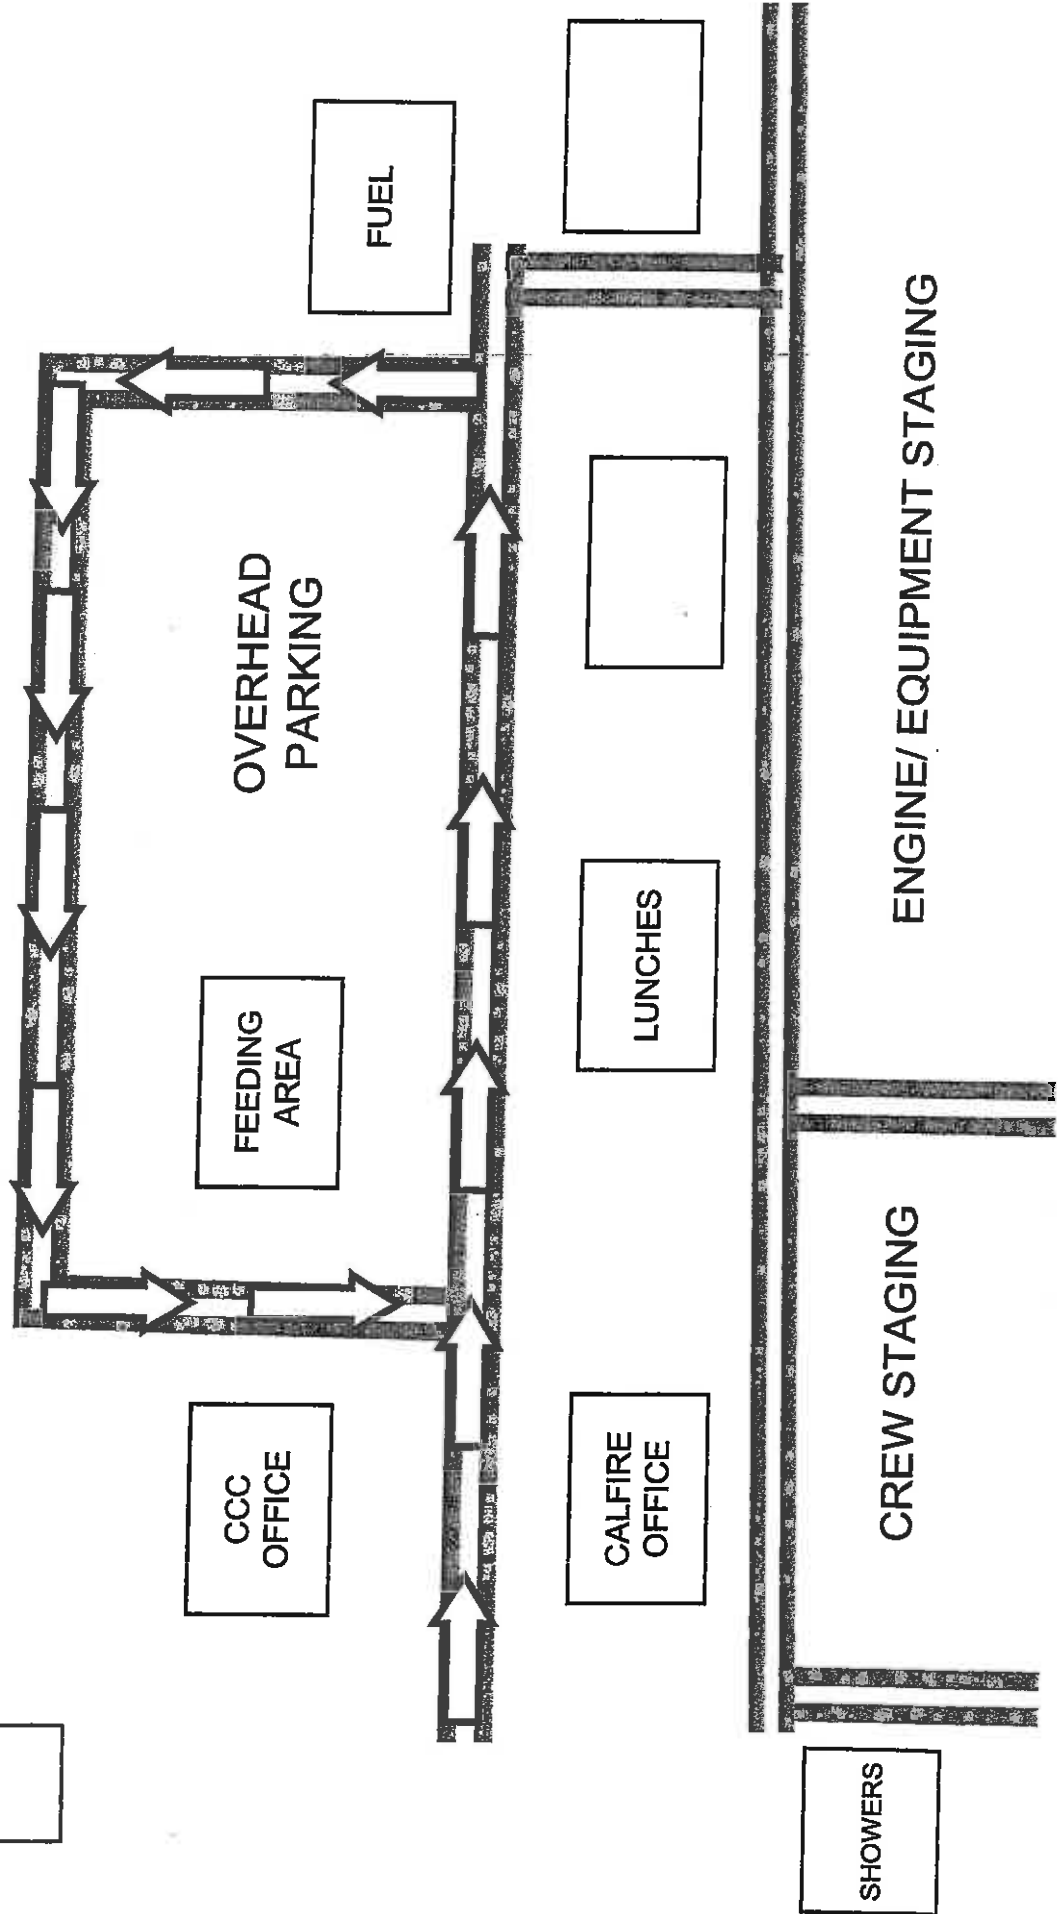 CCC
OFFICE
FEEDING
AREA
OVERHEAD
PARKING
FUEL
CALFIRE
OFFICE
LUNCHES
SHOWERS
CREW STAGING
ENGINE/ EQUIPMENT STAGING